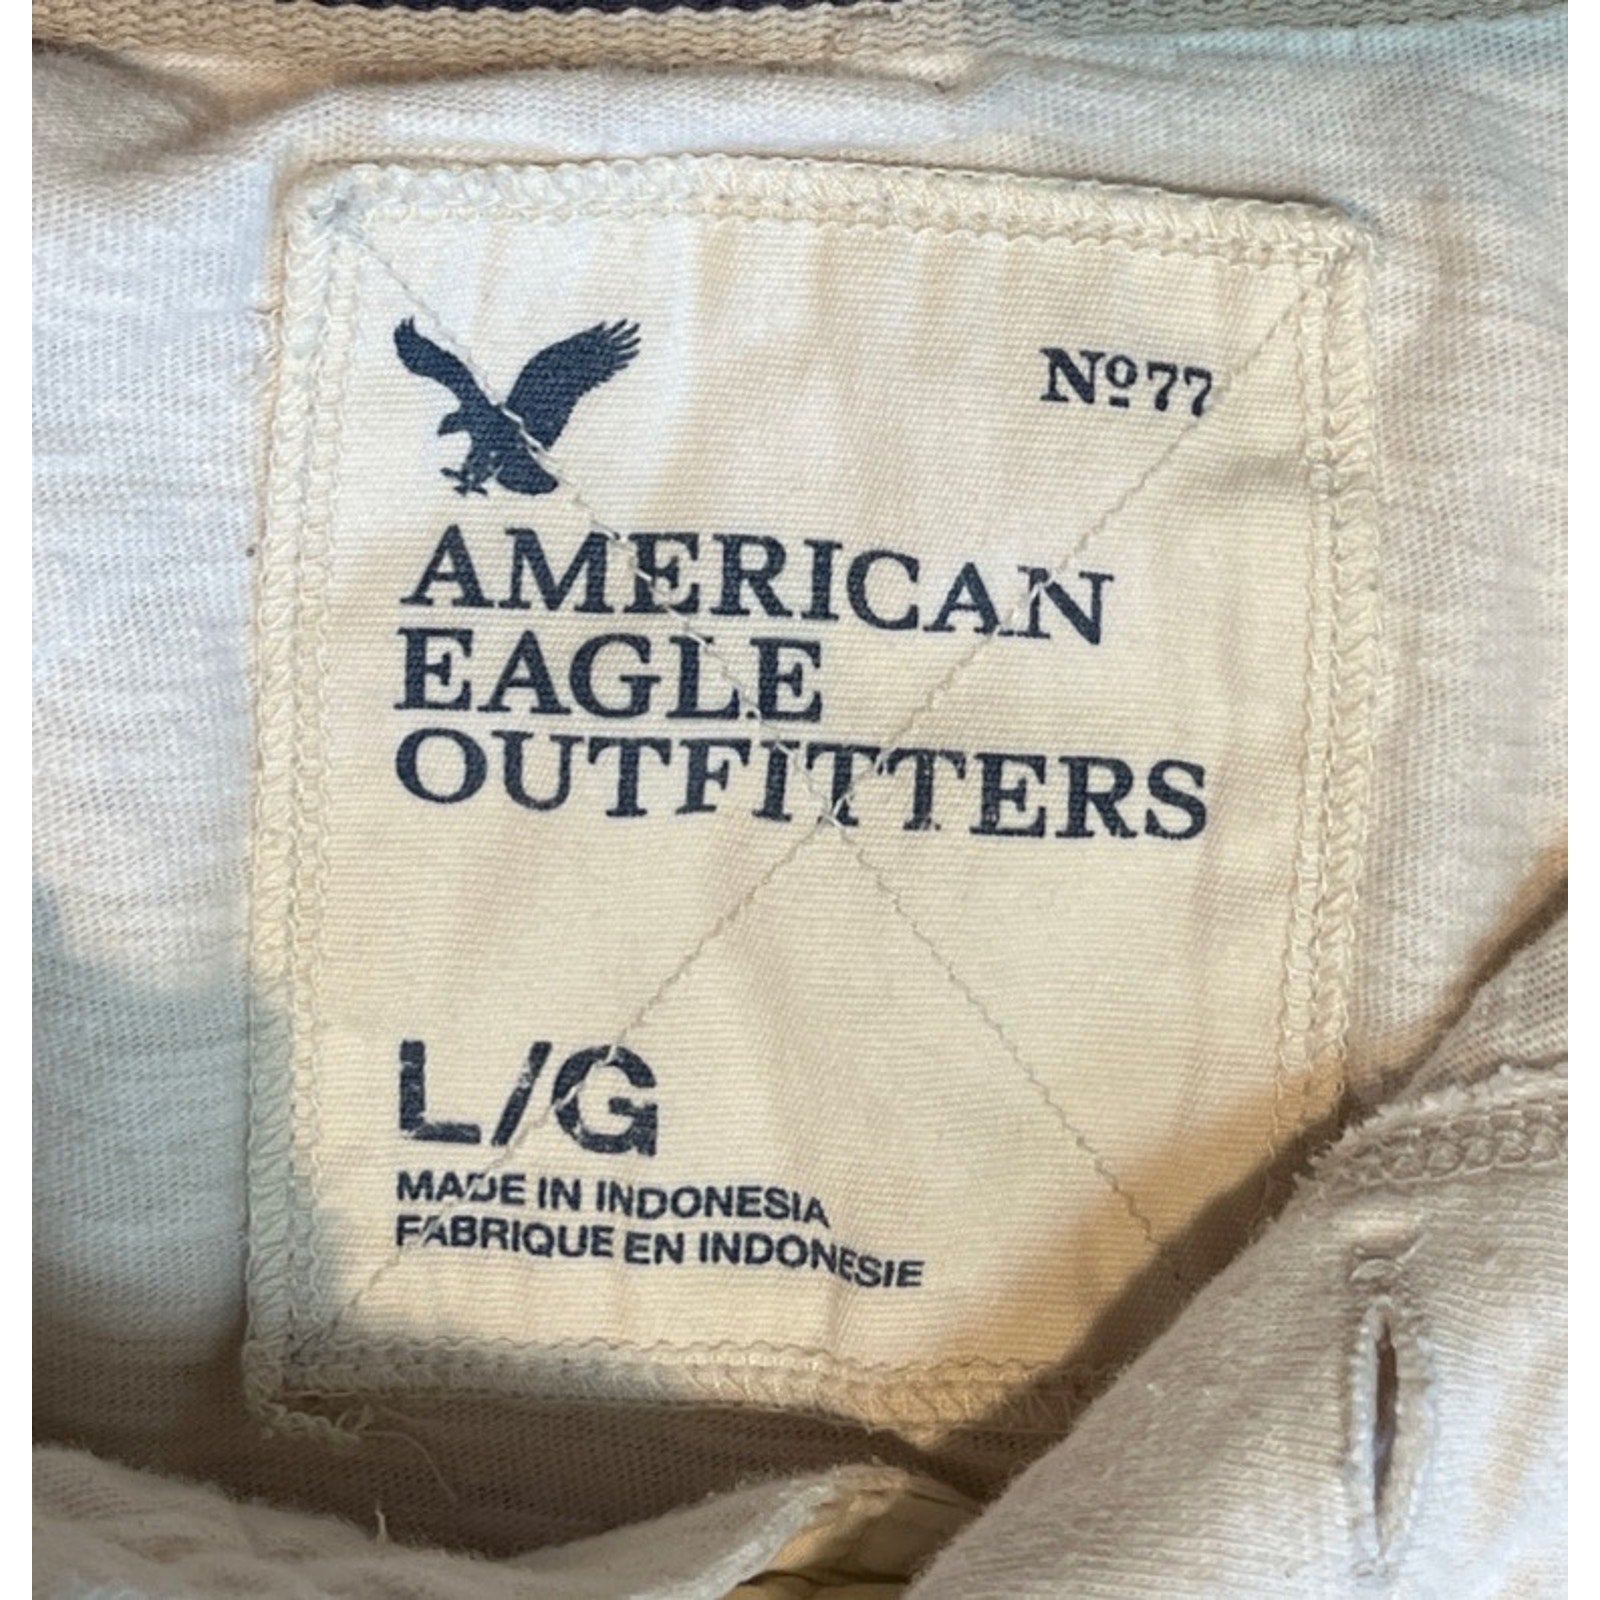 Nº77
AMERICAN
EAGLE
OUTFITTERS
L/G
MADE IN INDONESIA
FABRIQUE EN INDONESIE